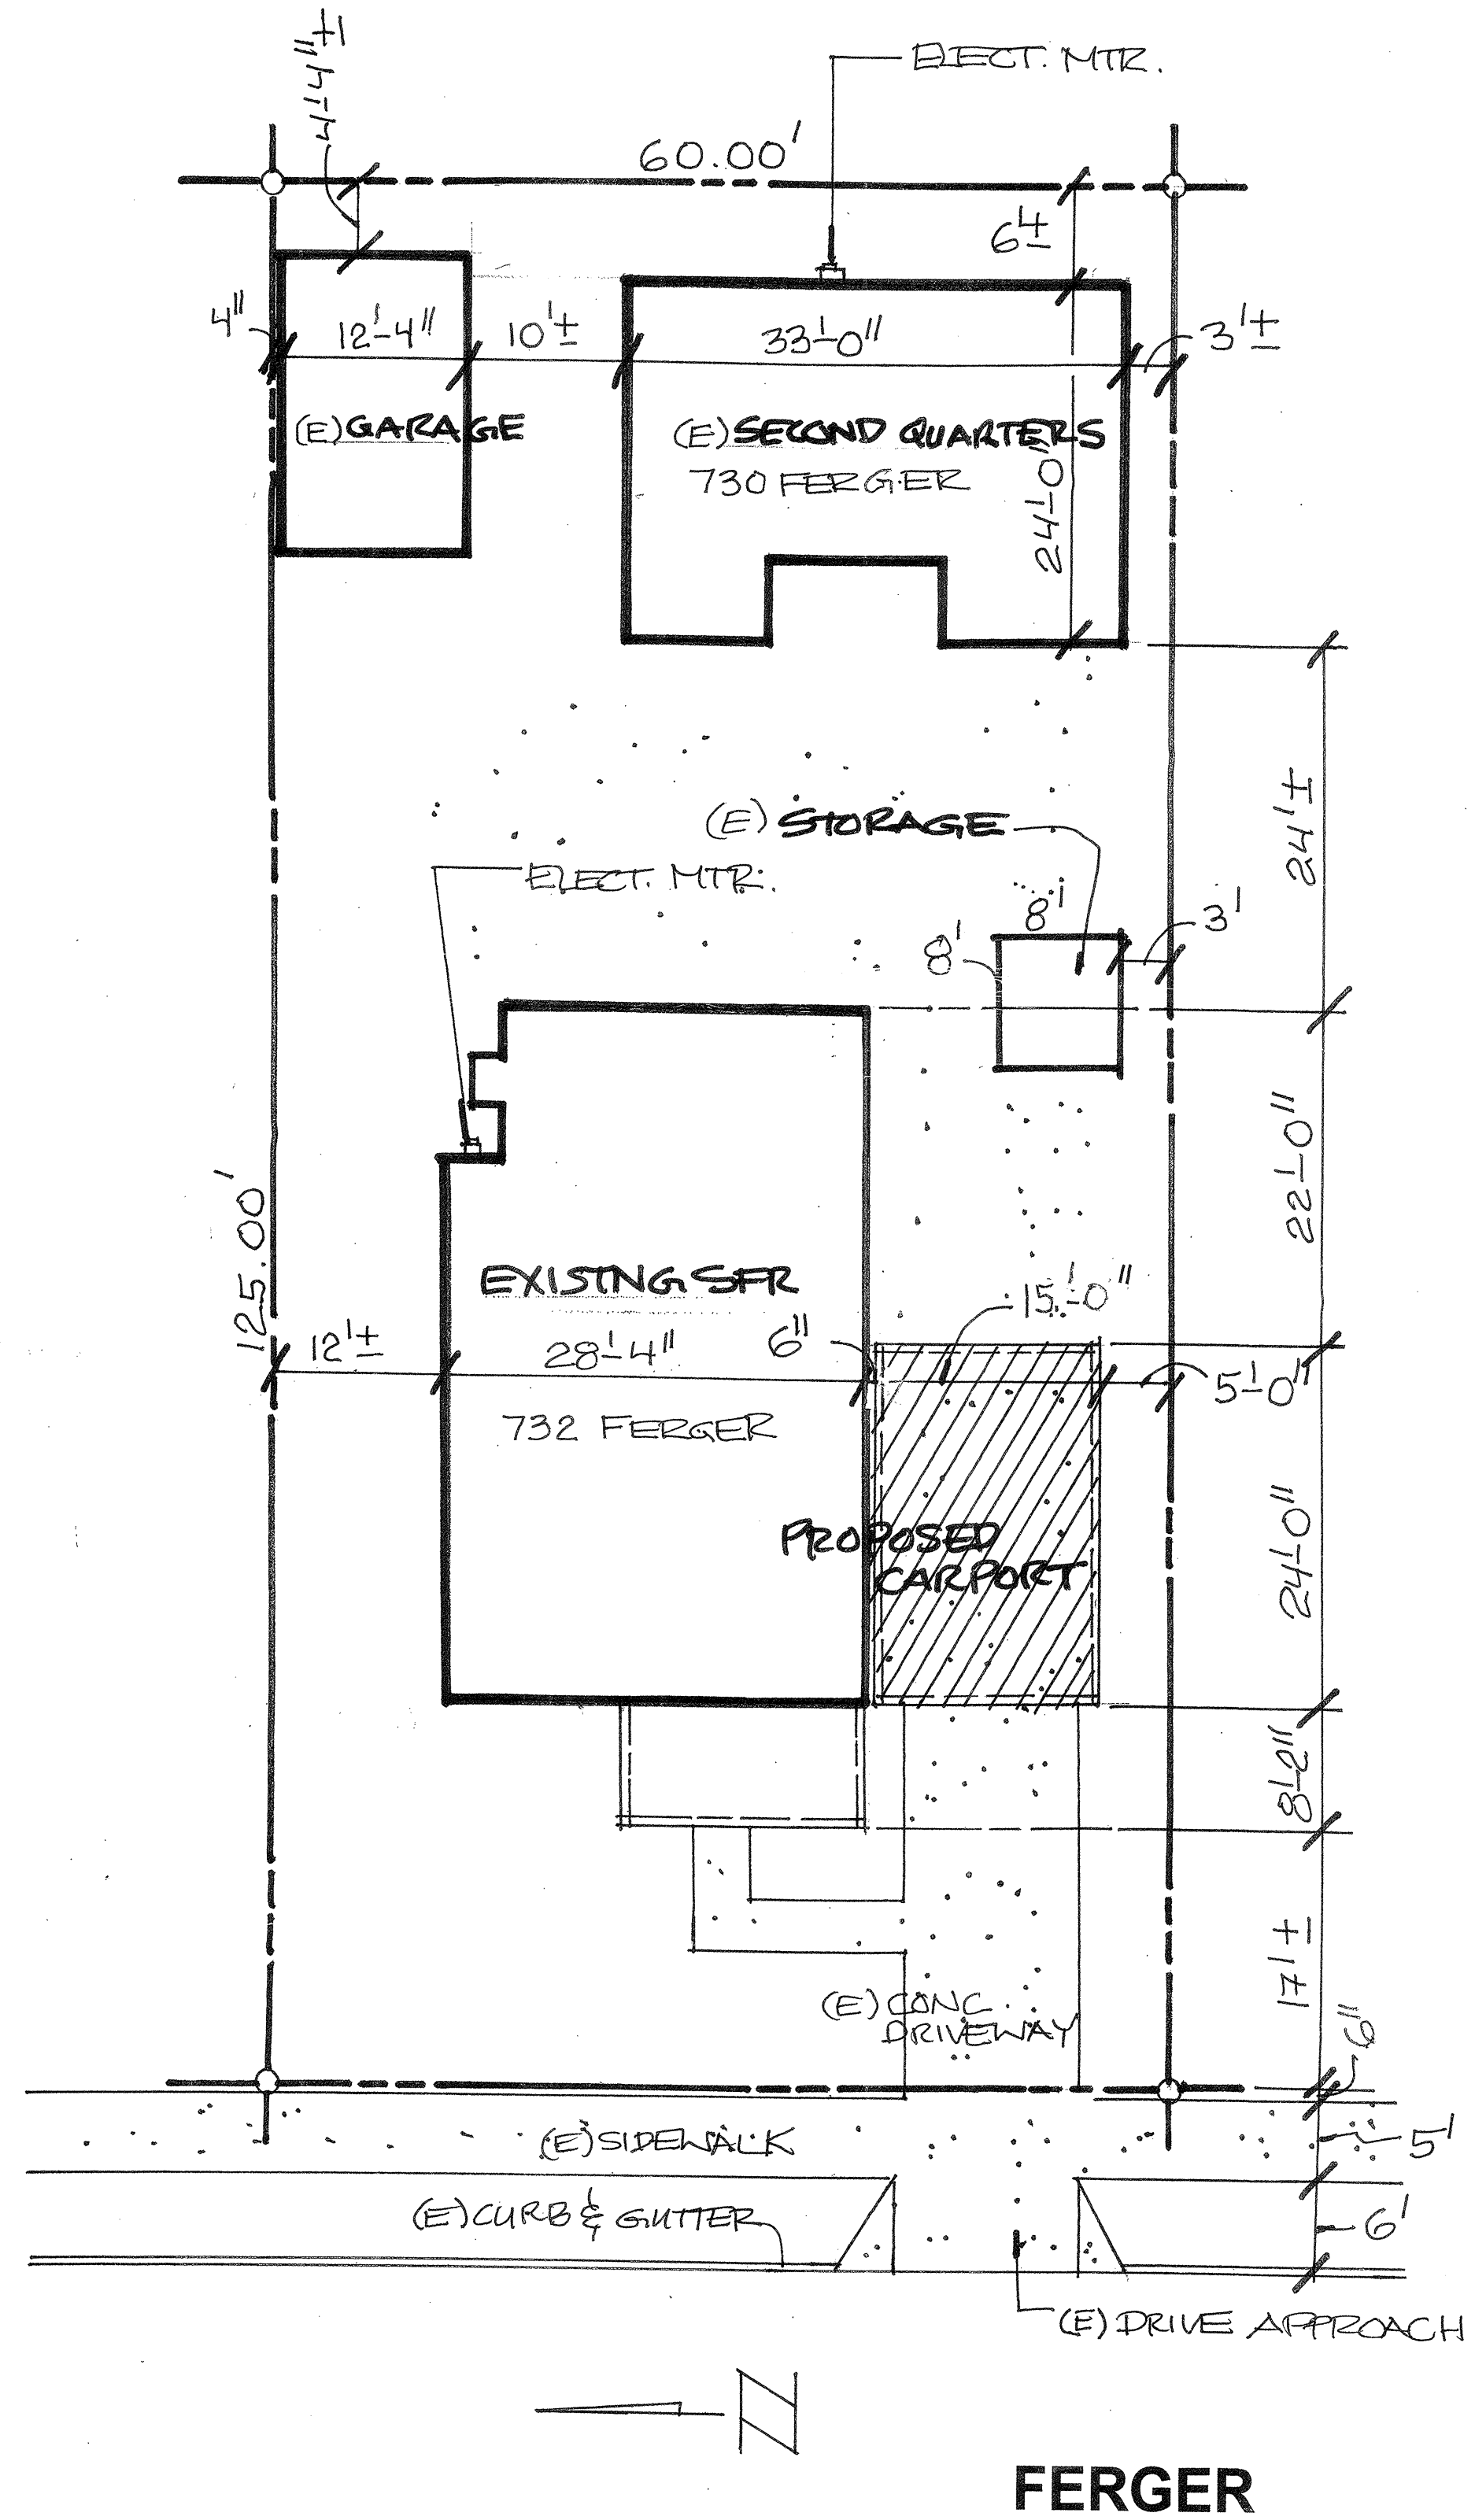 4'-4"±
ELECT. MTR.
60.00'
6'±
4"
12'-4"
10'±
33'-0"
3'±
(E) GARAGE
(E) SECOND QUARTERS
730 FERGER
24'-0"
24'±
(E) STORAGE
ELECT. MTR.
8'
8'
3'
22'-0"
125.00'
EXISTNG SFR
15'-0"
12'±
28'-4"
6"
5'-0"
732 FERGER
24'-0"
PROPOSED
CARPORT
8'-2"
17'±
(E) CONC.
DRIVEWAY
6"
(E) SIDEWALK
5'
(E) CURB & GUTTER
6'
(E) DRIVE APPROACH
N
FERGER